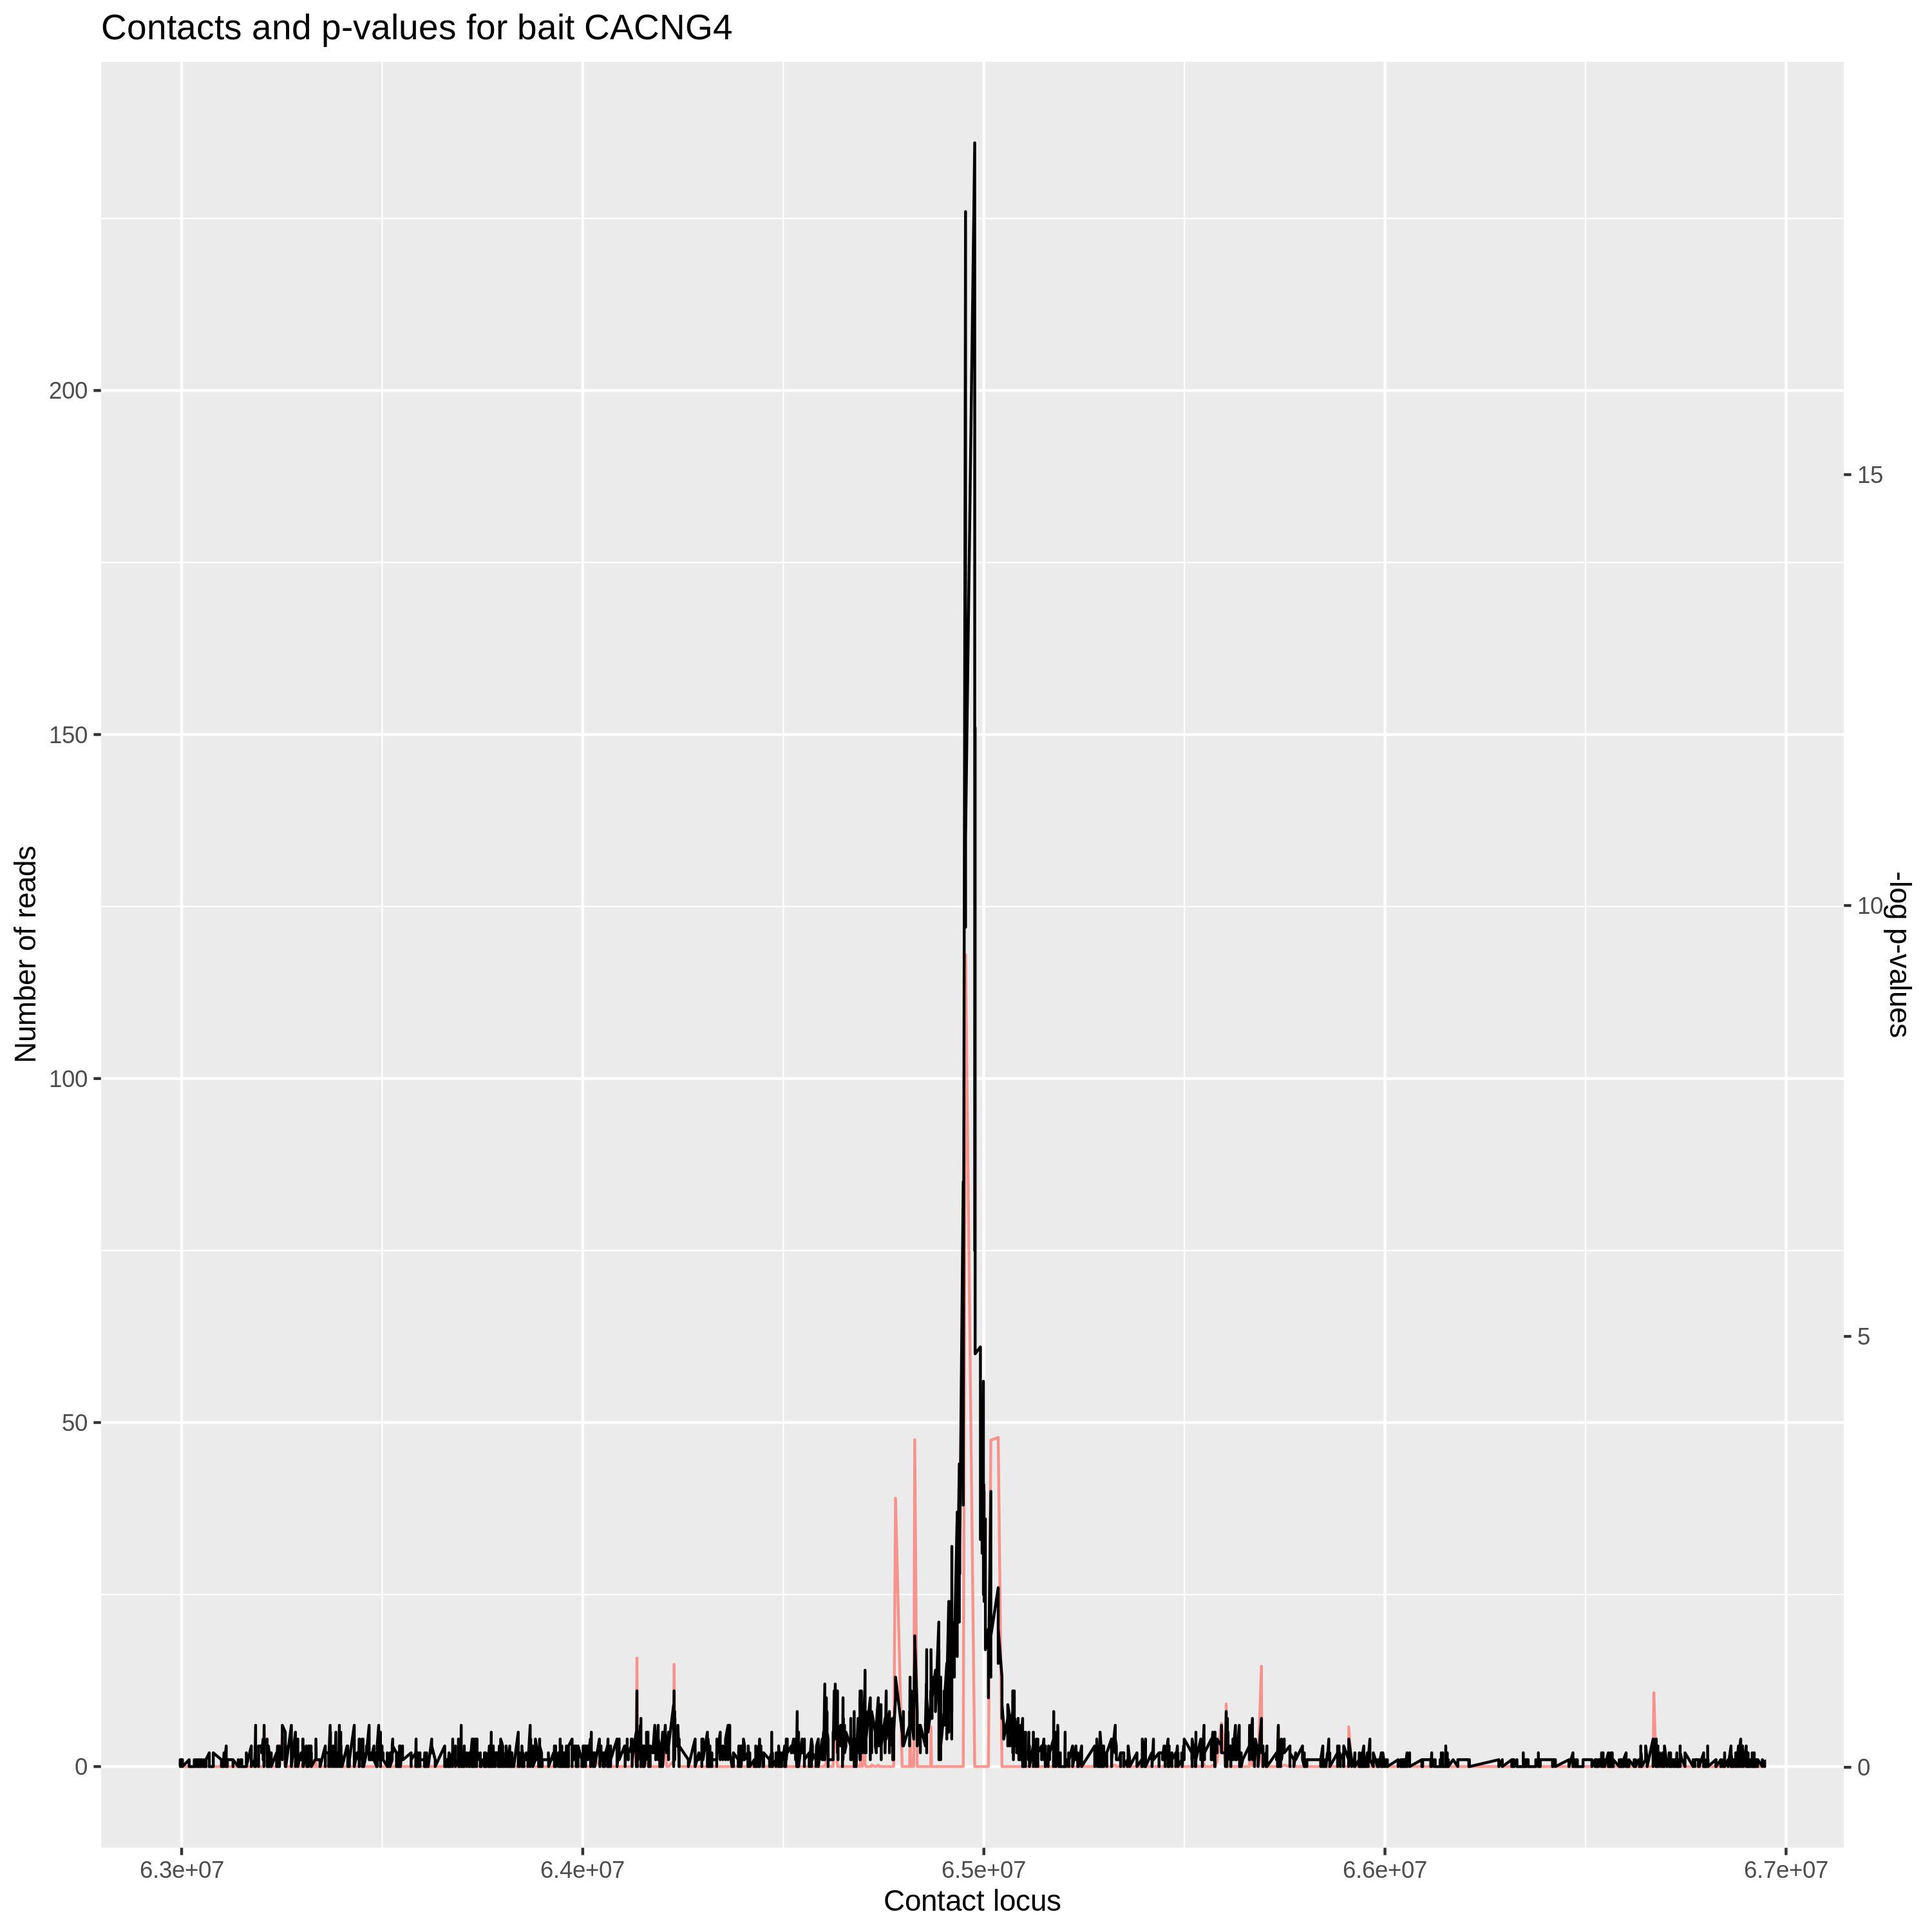 Contacts and p-values for bait CACNG4
200
150
100
50
0
Number of reads
15
10
5
0
-log p-values
6.3e+07
6.4e+07
6.5e+07
6.6e+07
6.7e+07
Contact locus